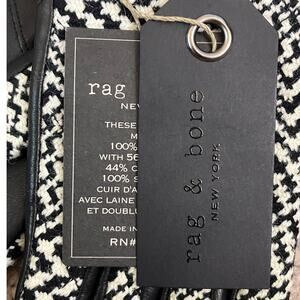 rag
NEW
THESE
M
100%
WITH 56
44% C
100% S
CUIR D'A
AVEC LAINE
ET DOUBLU
MADE IN
RN#
rag & bone
NEW YORK